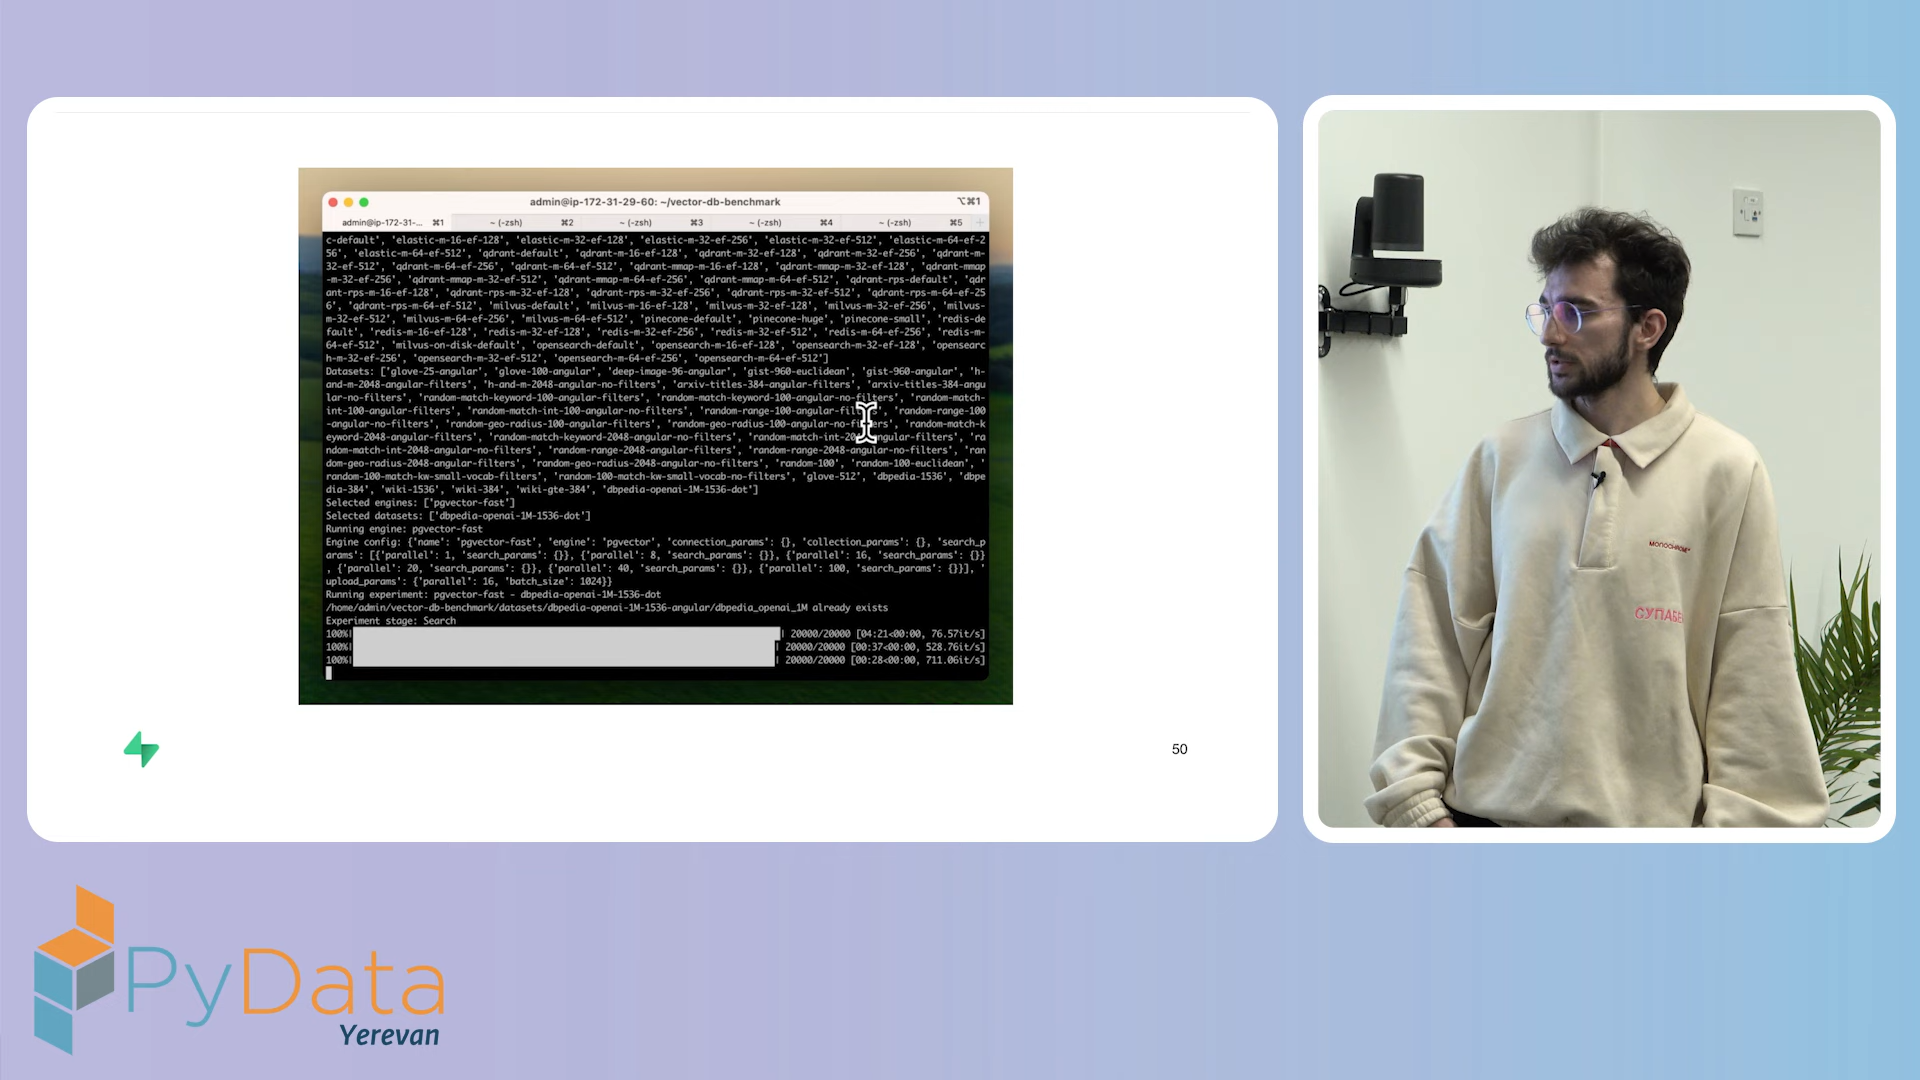 admin@ip-172-31-29-60: ~/vector-db-benchmark
⌥⌘1
admin@ip-172-31-... ⌘1 ~ (-zsh) ⌘2 ~ (-zsh) ⌘3 ~ (-zsh) ⌘4 ~ (-zsh) ⌘5
c-default', 'elastic-m-16-ef-128', 'elastic-m-32-ef-128', 'elastic-m-32-ef-256', 'elastic-m-32-ef-512', 'elastic-m-64-ef-2
56', 'elastic-m-64-ef-512', 'qdrant-default', 'qdrant-m-16-ef-128', 'qdrant-m-32-ef-128', 'qdrant-m-32-ef-256', 'qdrant-m-
32-ef-512', 'qdrant-m-64-ef-256', 'qdrant-m-64-ef-512', 'qdrant-mmap-m-16-ef-128', 'qdrant-mmap-m-32-ef-128', 'qdrant-mmap
-m-32-ef-256', 'qdrant-mmap-m-32-ef-512', 'qdrant-mmap-m-64-ef-256', 'qdrant-mmap-m-64-ef-512', 'qdrant-rps-default', 'qdr
ant-rps-m-16-ef-128', 'qdrant-rps-m-32-ef-128', 'qdrant-rps-m-32-ef-256', 'qdrant-rps-m-32-ef-512', 'qdrant-rps-m-64-ef-25
6', 'qdrant-rps-m-64-ef-512', 'milvus-default', 'milvus-m-16-ef-128', 'milvus-m-32-ef-128', 'milvus-m-32-ef-256', 'milvus-
m-32-ef-512', 'milvus-m-64-ef-256', 'milvus-m-64-ef-512', 'pinecone-default', 'pinecone-huge', 'pinecone-small', 'redis-de
fault', 'redis-m-16-ef-128', 'redis-m-32-ef-128', 'redis-m-32-ef-256', 'redis-m-32-ef-512', 'redis-m-64-ef-256', 'redis-m-
64-ef-512', 'milvus-on-disk-default', 'opensearch-default', 'opensearch-m-16-ef-128', 'opensearch-m-32-ef-128', 'opensearc
h-m-32-ef-256', 'opensearch-m-32-ef-512', 'opensearch-m-64-ef-256', 'opensearch-m-64-ef-512']
Datasets: ['glove-25-angular', 'glove-100-angular', 'deep-image-96-angular', 'gist-960-euclidean', 'gist-960-angular', 'h-
and-m-2048-angular-filters', 'h-and-m-2048-angular-no-filters', 'arxiv-titles-384-angular-filters', 'arxiv-titles-384-angu
lar-no-filters', 'random-match-keyword-100-angular-filters', 'random-match-keyword-100-angular-no-filters', 'random-match-
int-100-angular-filters', 'random-match-int-100-angular-no-filters', 'random-range-100-angular-filters', 'random-range-100
-angular-no-filters', 'random-geo-radius-100-angular-filters', 'random-geo-radius-100-angular-no-filters', 'random-match-k
eyword-2048-angular-filters', 'random-match-keyword-2048-angular-no-filters', 'random-match-int-2048-angular-filters', 'ra
ndom-match-int-2048-angular-no-filters', 'random-range-2048-angular-filters', 'random-range-2048-angular-no-filters', 'ran
dom-geo-radius-2048-angular-filters', 'random-geo-radius-2048-angular-no-filters', 'random-100', 'random-100-euclidean', '
random-100-match-kw-small-vocab-filters', 'random-100-match-kw-small-vocab-no-filters', 'glove-512', 'dbpedia-1536', 'dbpe
dia-384', 'wiki-1536', 'wiki-384', 'wiki-gte-384', 'dbpedia-openai-1M-1536-dot']
Selected engines: ['pgvector-fast']
Selected datasets: ['dbpedia-openai-1M-1536-dot']
Running engine: pgvector-fast
Engine config: {'name': 'pgvector-fast', 'engine': 'pgvector', 'connection_params': {}, 'collection_params': {}, 'search_p
arams': [{'parallel': 1, 'search_params': {}}, {'parallel': 8, 'search_params': {}}, {'parallel': 16, 'search_params': {}}
, {'parallel': 20, 'search_params': {}}, {'parallel': 40, 'search_params': {}}, {'parallel': 100, 'search_params': {}}], '
upload_params': {'parallel': 16, 'batch_size': 1024}}
Running experiment: pgvector-fast - dbpedia-openai-1M-1536-dot
/home/admin/vector-db-benchmark/datasets/dbpedia-openai-1M-1536-angular/dbpedia_openai_1M already exists
Experiment stage: Search
100%| | 20000/20000 [04:21<00:00, 76.57it/s]
100%| | 20000/20000 [00:37<00:00, 528.76it/s]
100%| | 20000/20000 [00:28<00:00, 711.06it/s]
50
MONOCHROME
СУПАБЕ
PyData
Yerevan